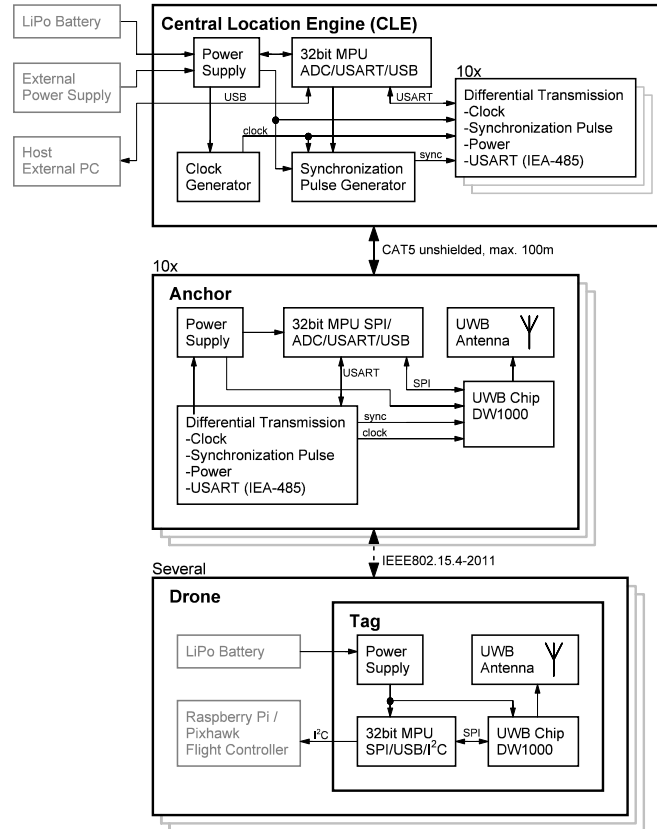 LiPo Battery
External
Power Supply
Host
External PC
Central Location Engine (CLE)
Power
Supply
32bit MPU
ADC/USART/USB
USB
USART
clock
Clock
Generator
Synchronization
Pulse Generator
sync
10x
Differential Transmission
-Clock
-Synchronization Pulse
-Power
-USART (IEA-485)
CAT5 unshielded, max. 100m
10x
Anchor
Power
Supply
32bit MPU SPI/
ADC/USART/USB
UWB
Antenna
USART
SPI
UWB Chip
DW1000
Differential Transmission
-Clock
-Synchronization Pulse
-Power
-USART (IEA-485)
sync
clock
IEEE802.15.4-2011
Several
Drone
Tag
LiPo Battery
Power
Supply
UWB
Antenna
Raspberry Pi /
Pixhawk
Flight Controller
I²C
32bit MPU
SPI/USB/I²C
SPI
UWB Chip
DW1000